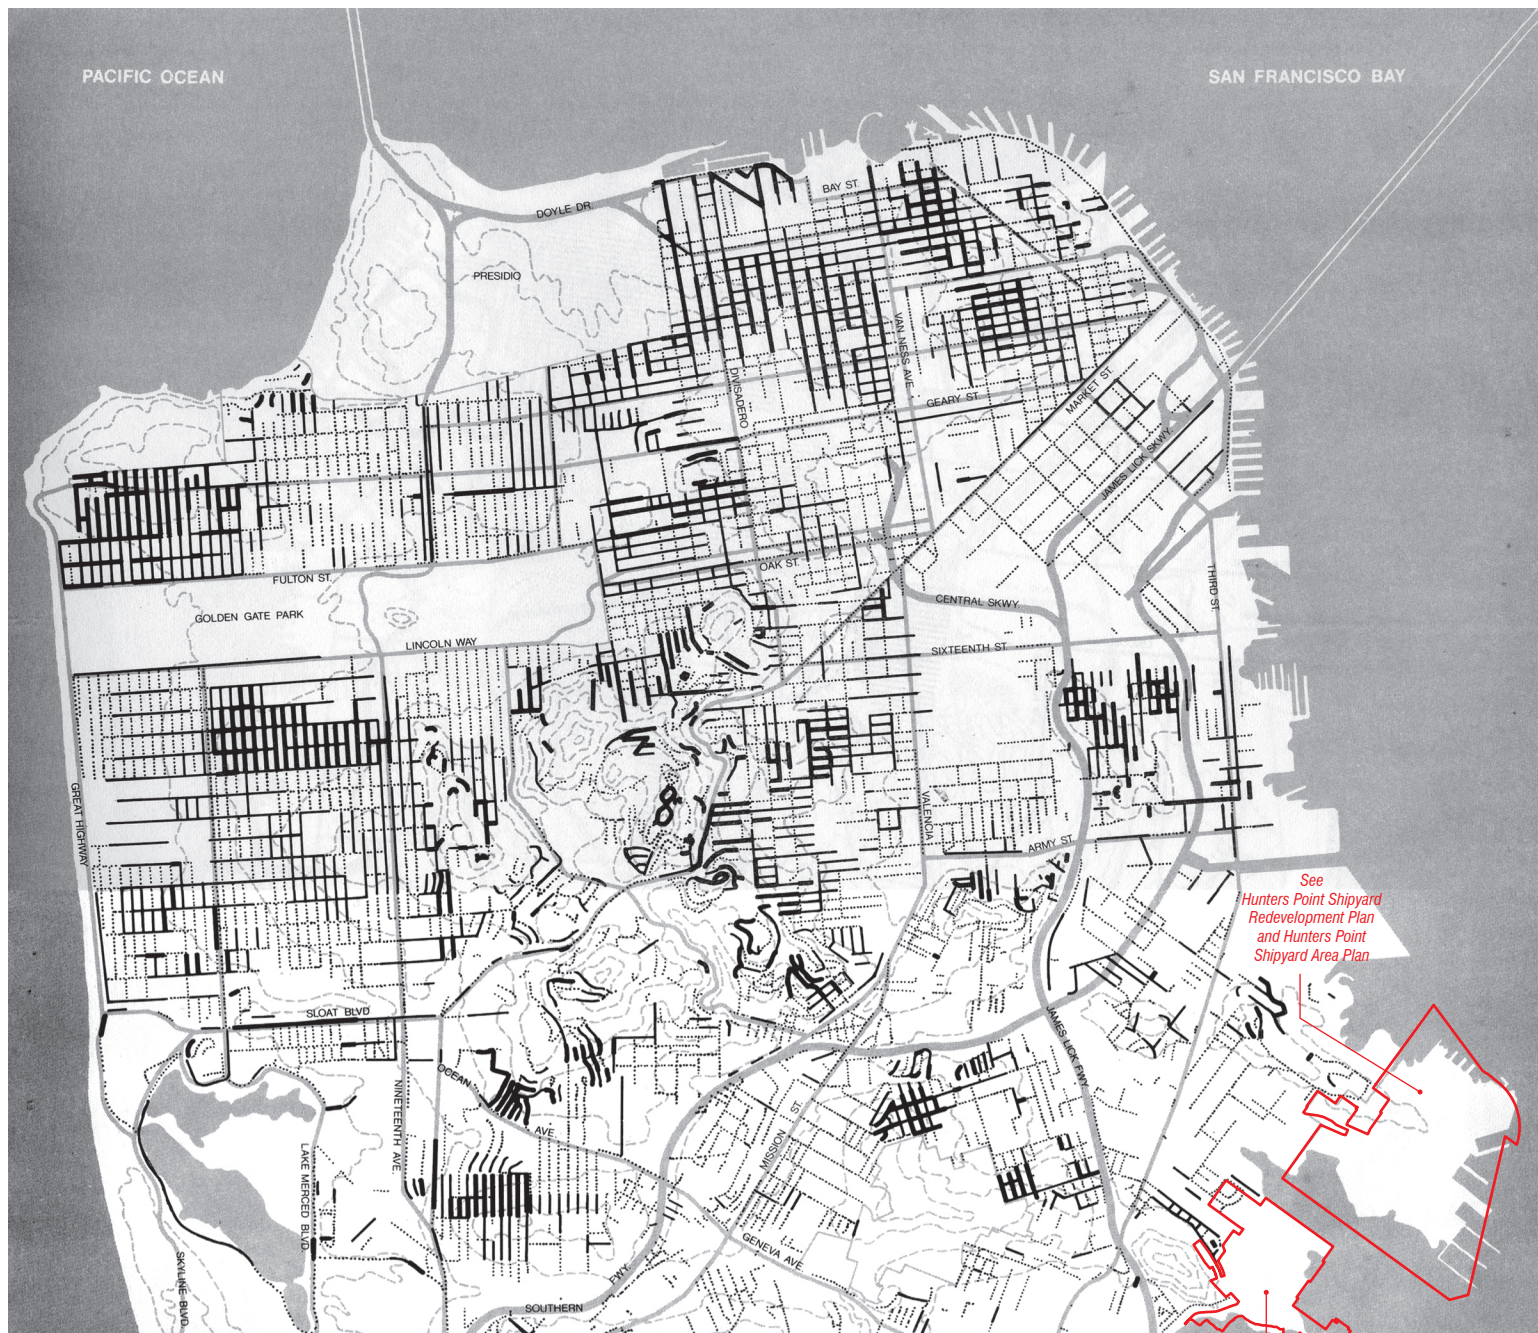 PACIFIC OCEAN
SAN FRANCISCO BAY
BAY ST.
DOYLE DR.
PRESIDIO
VAN NESS AVE.
DIVISADERO
MARKET ST.
GEARY ST.
JAMES LICK SKWY.
OAK ST.
FULTON ST.
THIRD ST.
CENTRAL SKWY.
GOLDEN GATE PARK
LINCOLN WAY
SIXTEENTH ST.
GREAT HIGHWAY
VALENCIA
ARMY ST.
See
Hunters Point Shipyard
Redevelopment Plan
and Hunters Point
Shipyard Area Plan
SLOAT BLVD
JAMES LICK FWY.
OCEAN
AVE
NINETEENTH AVE.
MISSION ST.
LAKE MERCED BLVD.
GENEVA AVE.
SKYLINE BLVD.
SOUTHERN
FWY.